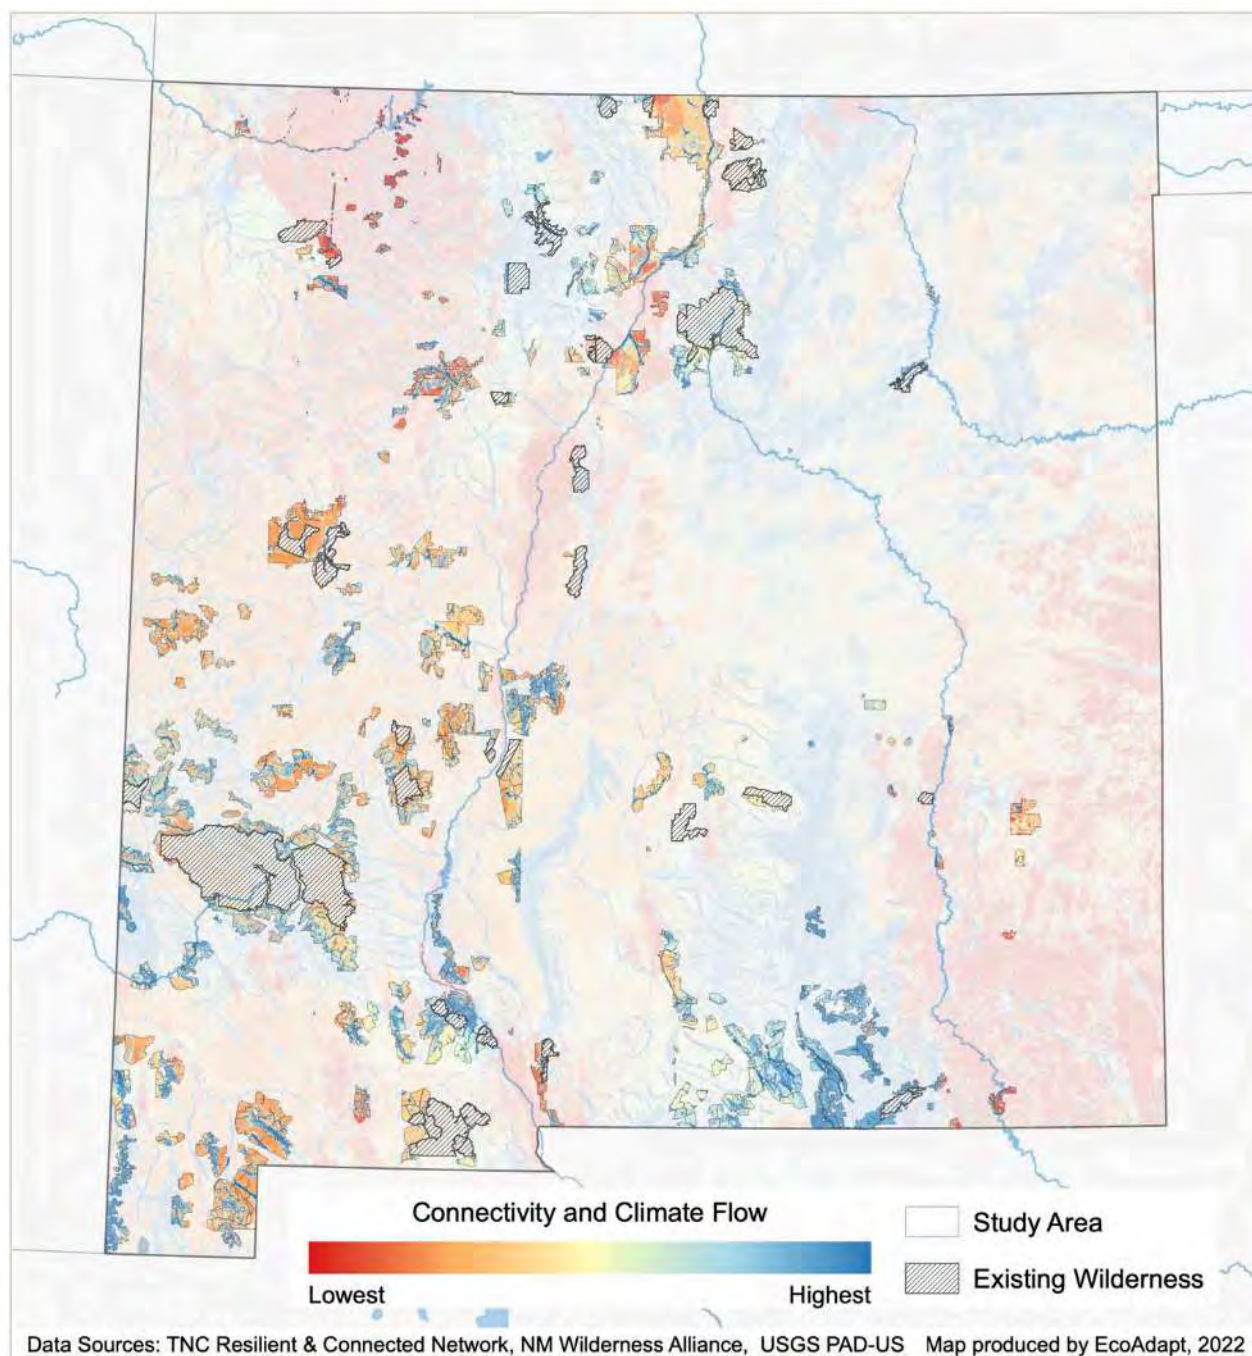 Connectivity and Climate Flow
Lowest
Highest
Study Area
Existing Wilderness
Data Sources: TNC Resilient & Connected Network, NM Wilderness Alliance, USGS PAD-US Map produced by EcoAdapt, 2022